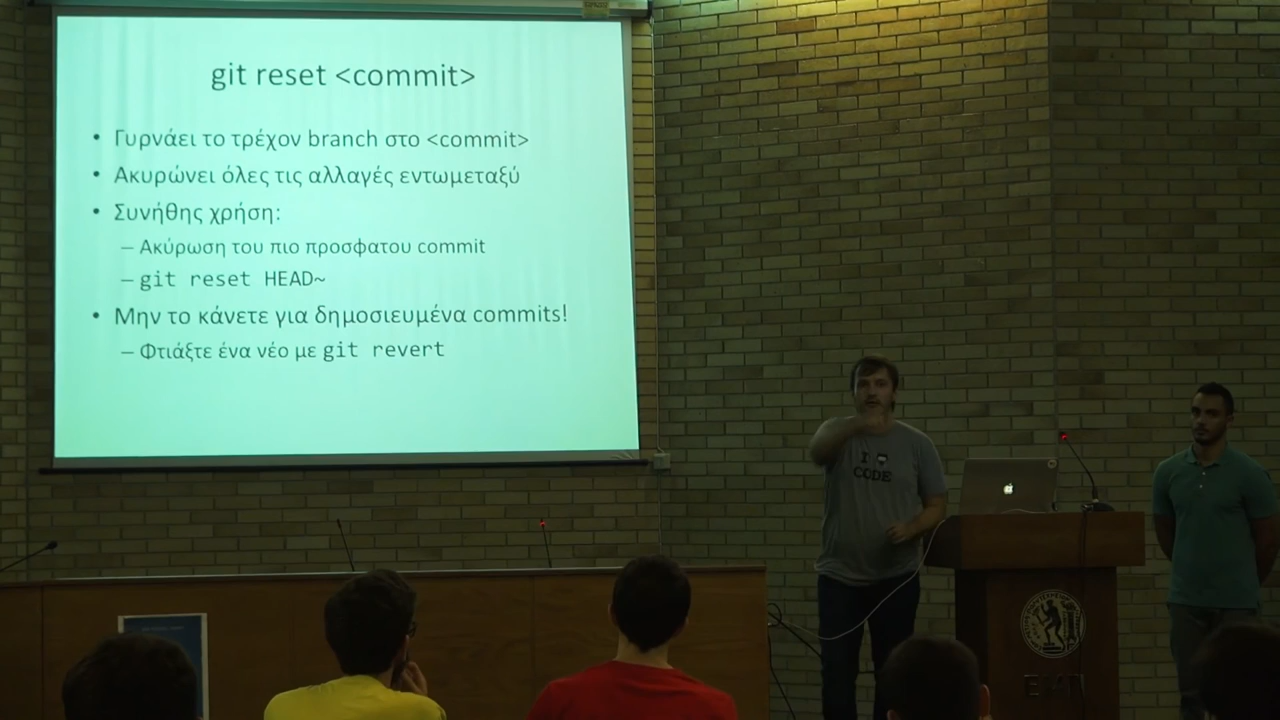 git reset <commit>
• Γυρνάει το τρέχον branch στο <commit>
• Ακυρώνει όλες τις αλλαγές εντωμεταξύ
• Συνήθης χρήση:
– Ακύρωση του πιο προσφατου commit
– git reset HEAD~
• Μην το κάνετε για δημοσιευμένα commits!
– Φτιάξτε ένα νέο με git revert
I
CODE
ΕΜΠ